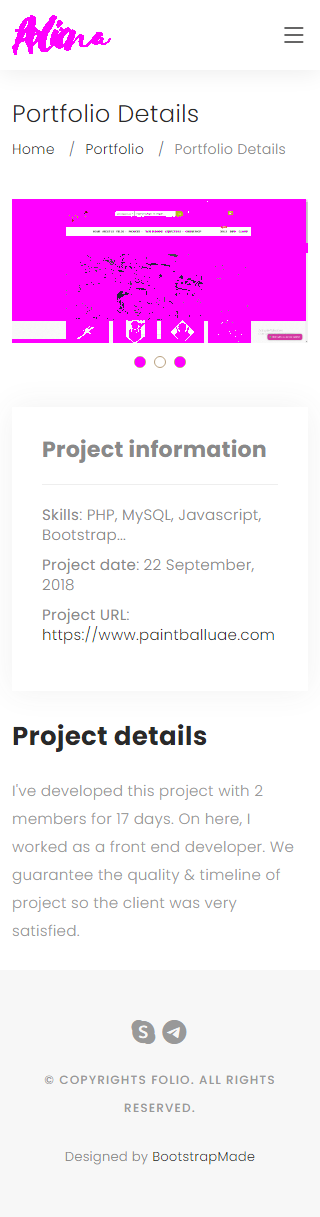 Alina
Portfolio Details
Home / Portfolio / Portfolio Details
Project information
Skills: PHP, MySQL, Javascript,
Bootstrap...
Project date: 22 September,
2018
Project URL:
https://www.paintballuae.com
Project details
I've developed this project with 2
members for 17 days. On here, I
worked as a front end developer. We
guarantee the quality & timeline of
project so the client was very
satisfied.
© COPYRIGHTS FOLIO. ALL RIGHTS
RESERVED.
Designed by BootstrapMade